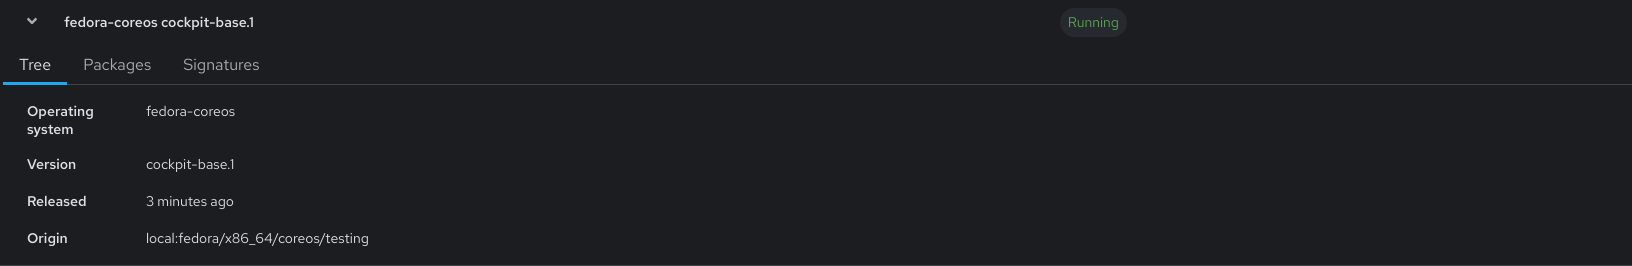 fedora-coreos cockpit-base.1 Running
Tree Packages Signatures
Operating system fedora-coreos
Version cockpit-base.1
Released 3 minutes ago
Origin local:fedora/x86_64/coreos/testing